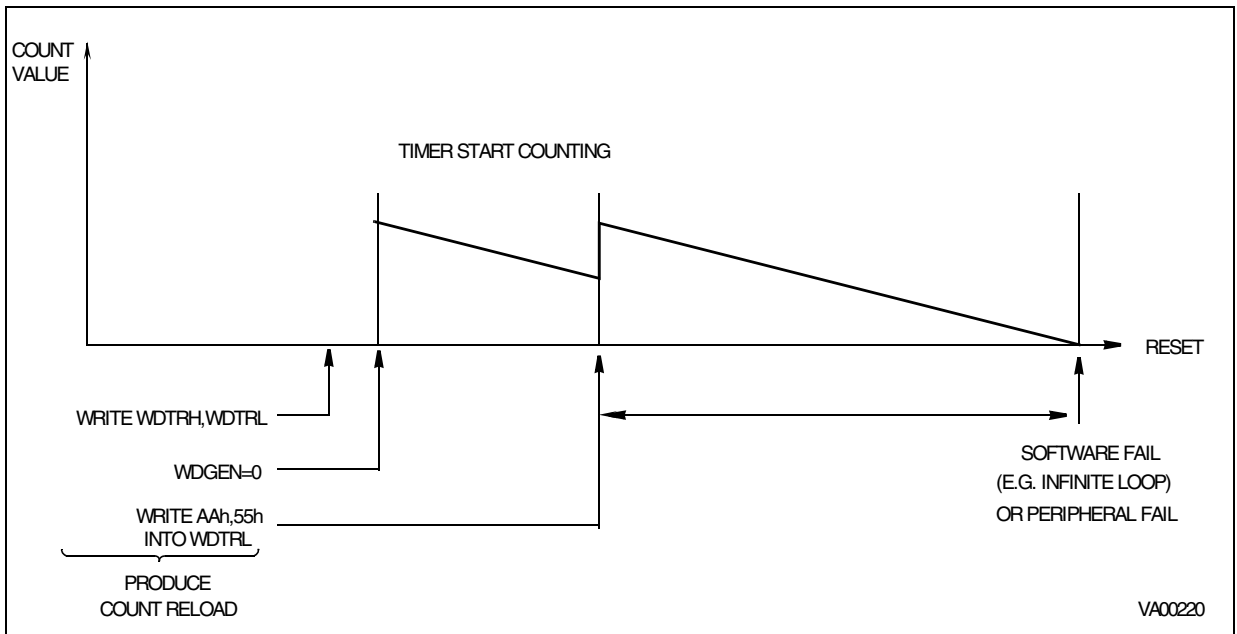 COUNT
VALUE
TIMER START COUNTING
RESET
WRITE WDTRH,WDTRL
WDGEN=0
WRITE AAh,55h
INTO WDTRL
PRODUCE
COUNT RELOAD
SOFTWARE FAIL
(E.G. INFINITE LOOP)
OR PERIPHERAL FAIL
VA00220